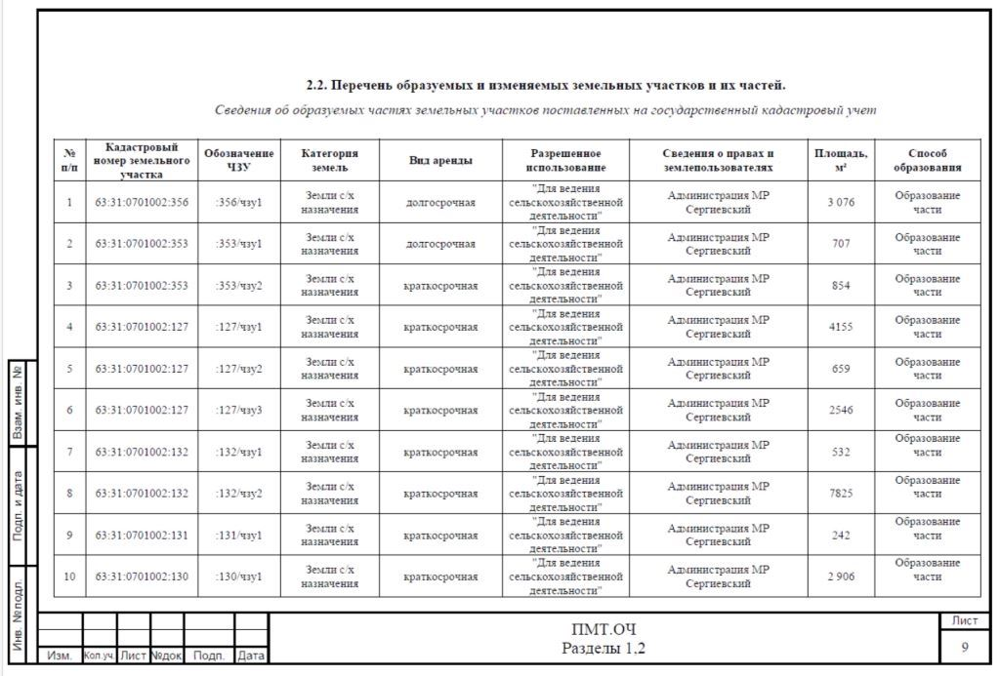 2.2. Перечень образуемых и изменяемых земельных участков и их частей.
Сведения об образуемых частях земельных участков поставленных на государственный кадастровый учет
№ п/п Кадастровый номер земельного участка Обозначение ЧЗУ Категория земель Вид аренды Разрешенное использование Сведения о правах и землепользователях Площадь, м² Способ образования
1 63:31:0701002:356 :356/чзу1 Земли с/х назначения долгосрочная "Для ведения сельскохозяйственной деятельности" Администрация МР Сергиевский 3 076 Образование части
2 63:31:0701002:353 :353/чзу1 Земли с/х назначения долгосрочная "Для ведения сельскохозяйственной деятельности" Администрация МР Сергиевский 707 Образование части
3 63:31:0701002:353 :353/чзу2 Земли с/х назначения краткосрочная "Для ведения сельскохозяйственной деятельности" Администрация МР Сергиевский 854 Образование части
4 63:31:0701002:127 :127/чзу1 Земли с/х назначения краткосрочная "Для ведения сельскохозяйственной деятельности" Администрация МР Сергиевский 4155 Образование части
5 63:31:0701002:127 :127/чзу2 Земли с/х назначения краткосрочная "Для ведения сельскохозяйственной деятельности" Администрация МР Сергиевский 659 Образование части
6 63:31:0701002:127 :127/чзу3 Земли с/х назначения краткосрочная "Для ведения сельскохозяйственной деятельности" Администрация МР Сергиевский 2546 Образование части
7 63:31:0701002:132 :132/чзу1 Земли с/х назначения краткосрочная "Для ведения сельскохозяйственной деятельности" Администрация МР Сергиевский 532 Образование части
8 63:31:0701002:132 :132/чзу2 Земли с/х назначения краткосрочная "Для ведения сельскохозяйственной деятельности" Администрация МР Сергиевский 7825 Образование части
9 63:31:0701002:131 :131/чзу1 Земли с/х назначения краткосрочная "Для ведения сельскохозяйственной деятельности" Администрация МР Сергиевский 242 Образование части
10 63:31:0701002:130 :130/чзу1 Земли с/х назначения краткосрочная "Для ведения сельскохозяйственной деятельности" Администрация МР Сергиевский 2 906 Образование части
Взам. инв. №
Подп. и дата
Инв. № подл.
Изм. Кол.уч. Лист №док Подп. Дата
ПМТ.ОЧ
Разделы 1,2
Лист
9